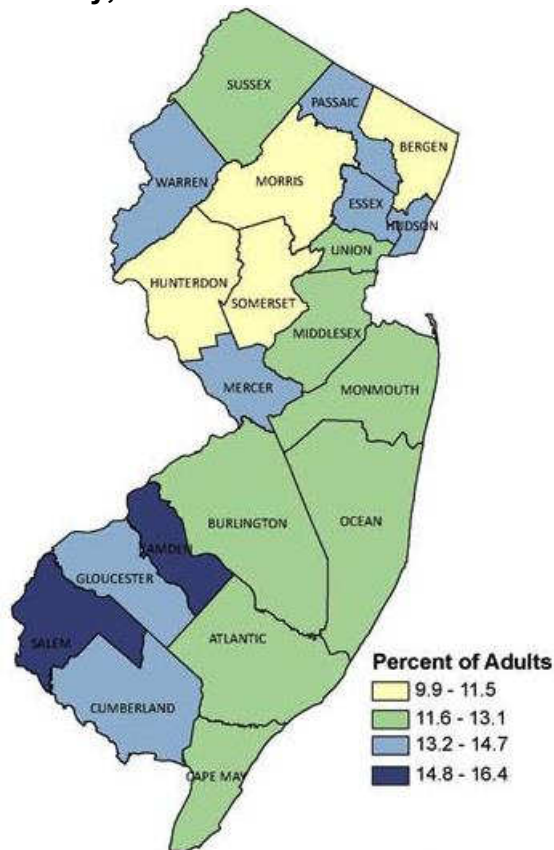 SUSSEX
PASSAIC
BERGEN
WARREN
MORRIS
ESSEX
HUDSON
UNION
HUNTERDON
SOMERSET
MIDDLESEX
MERCER
MONMOUTH
OCEAN
BURLINGTON
CAMDEN
GLOUCESTER
ATLANTIC
SALEM
CUMBERLAND
CAPE MAY
Percent of Adults
9.9 - 11.5
11.6 - 13.1
13.2 - 14.7
14.8 - 16.4